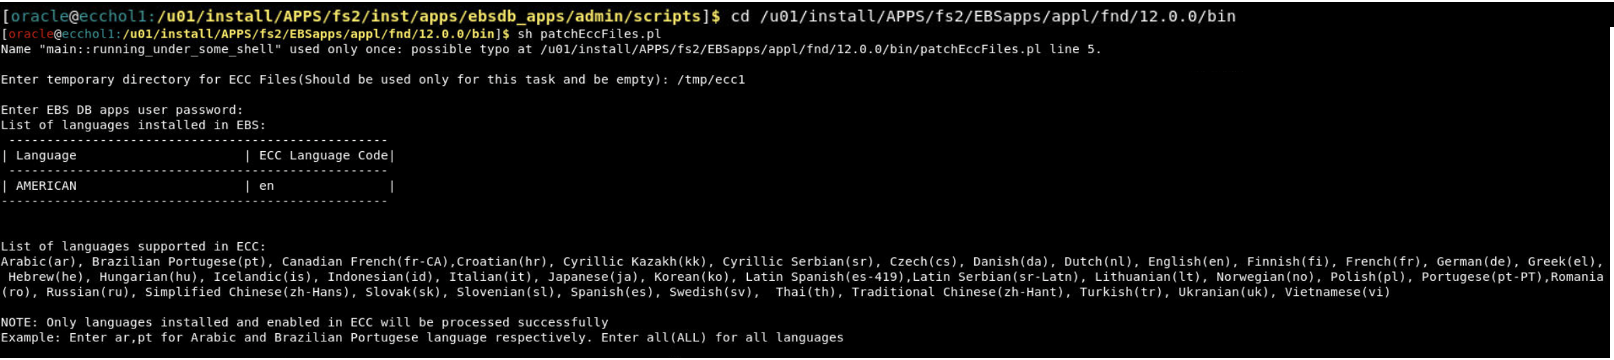 [oracle@ecchol1:/u01/install/APPS/fs2/inst/apps/ebsdb_apps/admin/scripts]$ cd /u01/install/APPS/fs2/EBSapps/appl/fnd/12.0.0/bin
[oracle@ecchol1:/u01/install/APPS/fs2/EBSapps/appl/fnd/12.0.0/bin]$ sh patchEccFiles.pl
Name "main::running_under_some_shell" used only once: possible typo at /u01/install/APPS/fs2/EBSapps/appl/fnd/12.0.0/bin/patchEccFiles.pl line 5.
Enter temporary directory for ECC Files(Should be used only for this task and be empty): /tmp/ecc1
Enter EBS DB apps user password:
List of languages installed in EBS:
--------------------------------------------------
| Language | ECC Language Code|
--------------------------------------------------
| AMERICAN | en |
---------------------------------------------------
List of languages supported in ECC:
Arabic(ar), Brazilian Portugese(pt), Canadian French(fr-CA),Croatian(hr), Cyrillic Kazakh(kk), Cyrillic Serbian(sr), Czech(cs), Danish(da), Dutch(nl), English(en), Finnish(fi), French(fr), German(de), Greek(el),
Hebrew(he), Hungarian(hu), Icelandic(is), Indonesian(id), Italian(it), Japanese(ja), Korean(ko), Latin Spanish(es-419),Latin Serbian(sr-Latn), Lithuanian(lt), Norwegian(no), Polish(pl), Portugese(pt-PT),Romania
(ro), Russian(ru), Simplified Chinese(zh-Hans), Slovak(sk), Slovenian(sl), Spanish(es), Swedish(sv),  Thai(th), Traditional Chinese(zh-Hant), Turkish(tr), Ukranian(uk), Vietnamese(vi)
NOTE: Only languages installed and enabled in ECC will be processed successfully
Example: Enter ar,pt for Arabic and Brazilian Portugese language respectively. Enter all(ALL) for all languages